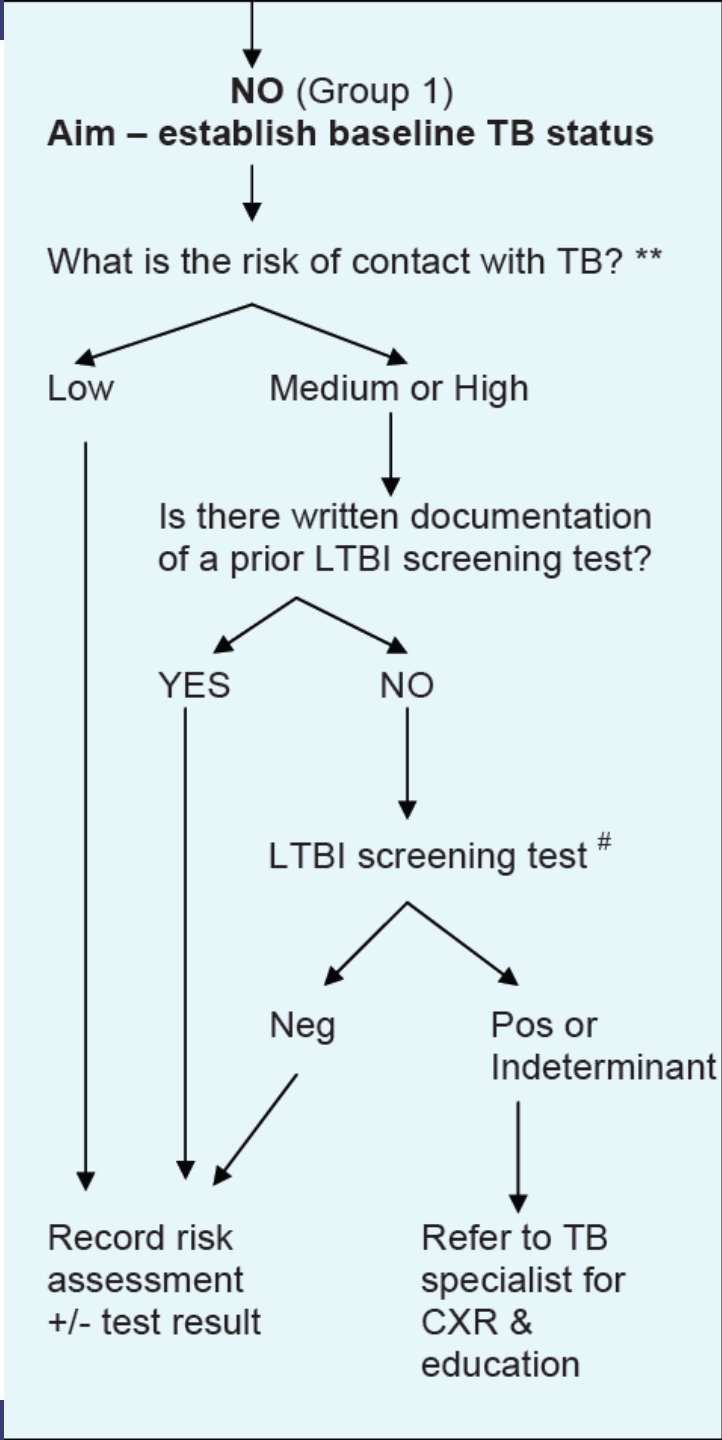 NO (Group 1)
Aim – establish baseline TB status
What is the risk of contact with TB? **
Low
Medium or High
Is there written documentation
of a prior LTBI screening test?
YES
NO
LTBI screening test #
Neg
Pos or
Indeterminant
Record risk
assessment
+/- test result
Refer to TB
specialist for
CXR &
education